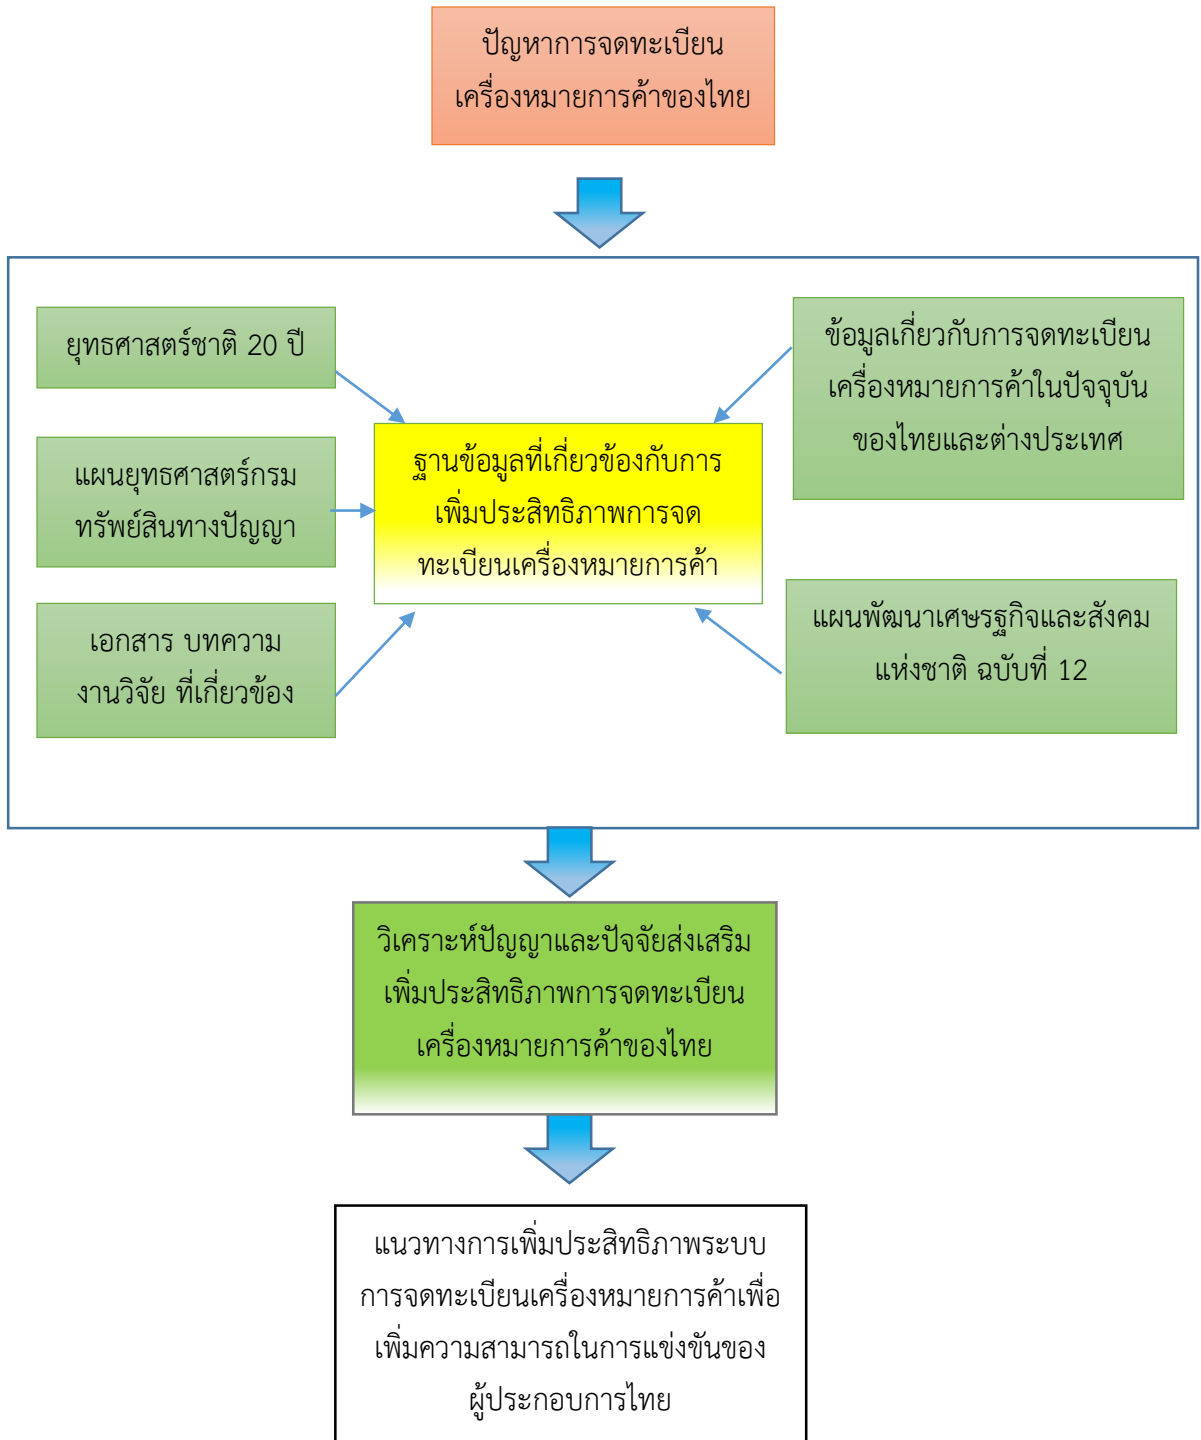 ปัญหาการจดทะเบียน
เครื่องหมายการค้าของไทย
ยุทธศาสตร์ชาติ 20 ปี
แผนยุทธศาสตร์กรม
ทรัพย์สินทางปัญญา
เอกสาร บทความ
งานวิจัย ที่เกี่ยวข้อง
ฐานข้อมูลที่เกี่ยวข้องกับการ
เพิ่มประสิทธิภาพการจด
ทะเบียนเครื่องหมายการค้า
ข้อมูลเกี่ยวกับการจดทะเบียน
เครื่องหมายการค้าในปัจจุบัน
ของไทยและต่างประเทศ
แผนพัฒนาเศรษฐกิจและสังคม
แห่งชาติ ฉบับที่ 12
วิเคราะห์ปัญญาและปัจจัยส่งเสริม
เพิ่มประสิทธิภาพการจดทะเบียน
เครื่องหมายการค้าของไทย
แนวทางการเพิ่มประสิทธิภาพระบบ
การจดทะเบียนเครื่องหมายการค้าเพื่อ
เพิ่มความสามารถในการแข่งขันของ
ผู้ประกอบการไทย